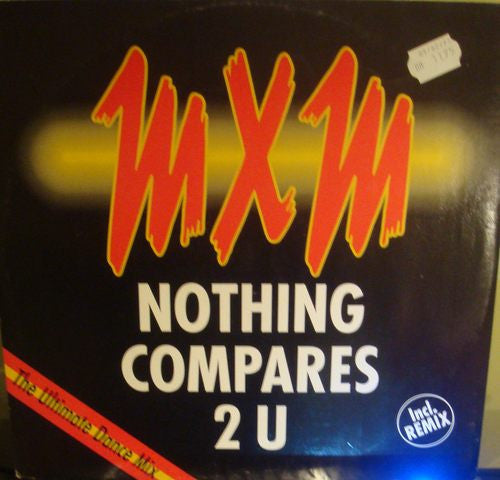 MXM
NOTHING
COMPARES
2 U
The Ultimate Dance Mix
Incl.
REMIX